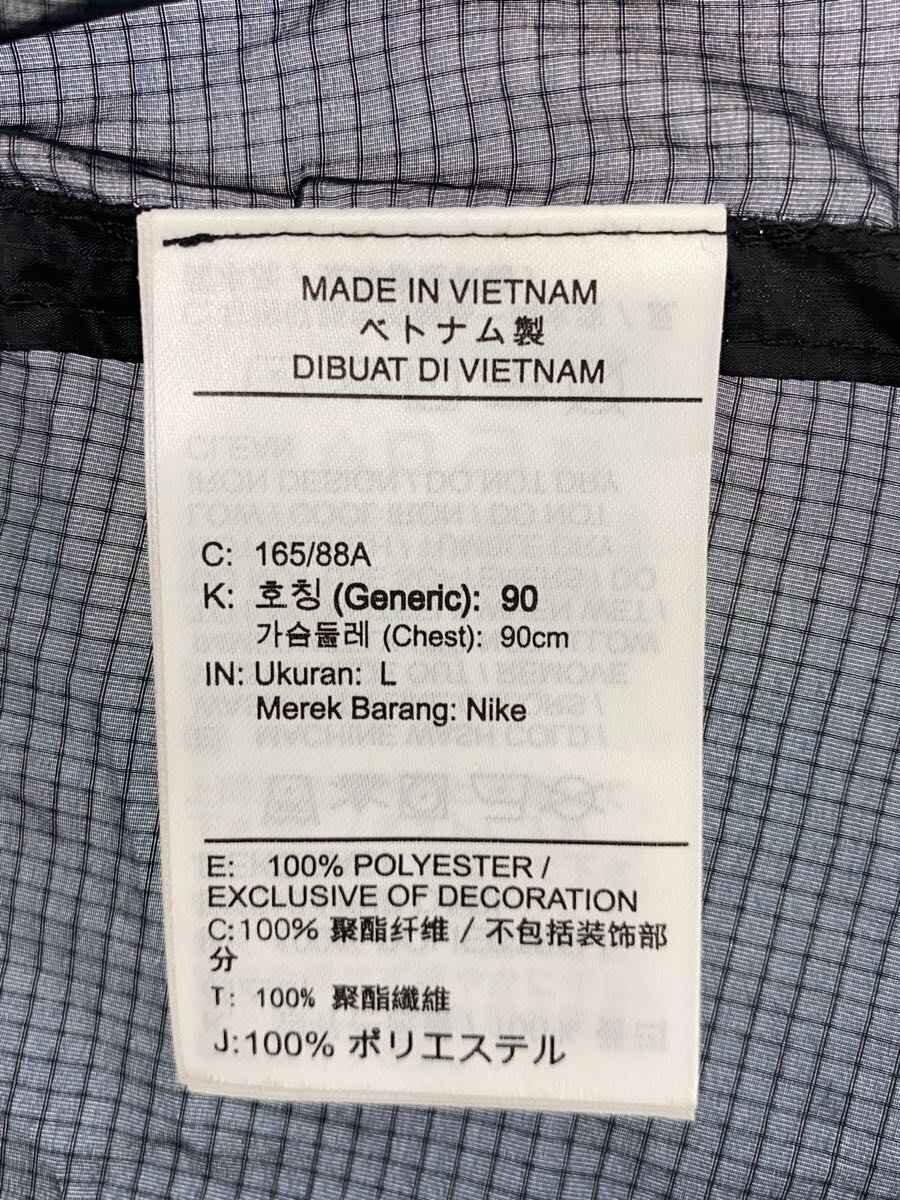 MADE IN VIETNAM
ベトナム製
DIBUAT DI VIETNAM
C: 165/88A
K: 호칭 (Generic): 90
가슴둘레 (Chest): 90cm
IN: Ukuran: L
Merek Barang: Nike
E: 100% POLYESTER /
EXCLUSIVE OF DECORATION
C:100% 聚酯纤维 / 不包括装饰部
分
T: 100% 聚酯纖維
J:100% ポリエステル